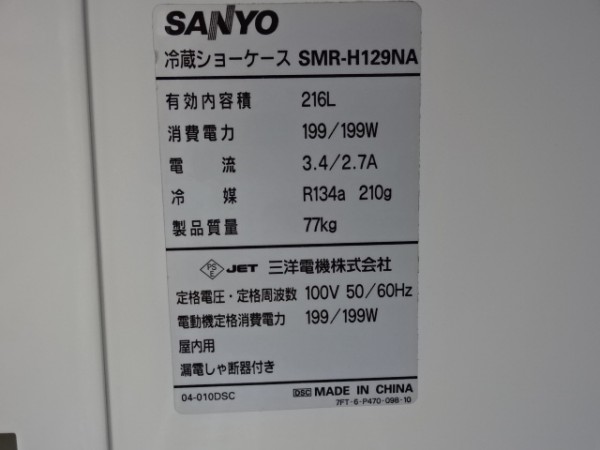 SANYO
冷蔵ショーケース SMR-H129NA
有効内容積 216L
消費電力 199/199W
電流 3.4/2.7A
冷媒 R134a 210g
製品質量 77kg
PSE JET 三洋電機株式会社
定格電圧・定格周波数 100V 50/60Hz
電動機定格消費電力 199/199W
屋内用
漏電しゃ断器付き
04-010DSC DSC MADE IN CHINA
7FT-6-P470-098-10